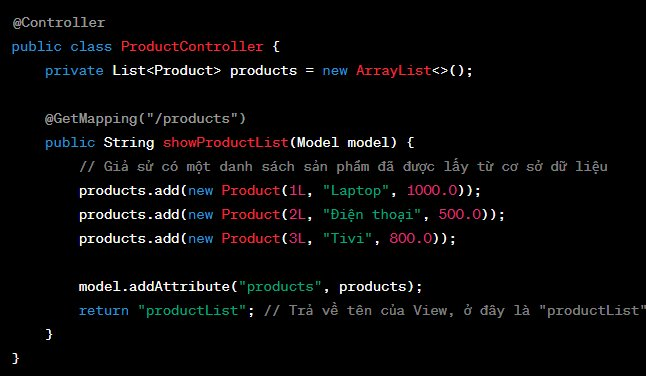 @Controller
public class ProductController {
    private List<Product> products = new ArrayList<>();

    @GetMapping("/products")
    public String showProductList(Model model) {
        // Giả sử có một danh sách sản phẩm đã được lấy từ cơ sở dữ liệu
        products.add(new Product(1L, "Laptop", 1000.0));
        products.add(new Product(2L, "Điện thoại", 500.0));
        products.add(new Product(3L, "Tivi", 800.0));

        model.addAttribute("products", products);
        return "productList"; // Trả về tên của View, ở đây là "productList"
    }
}